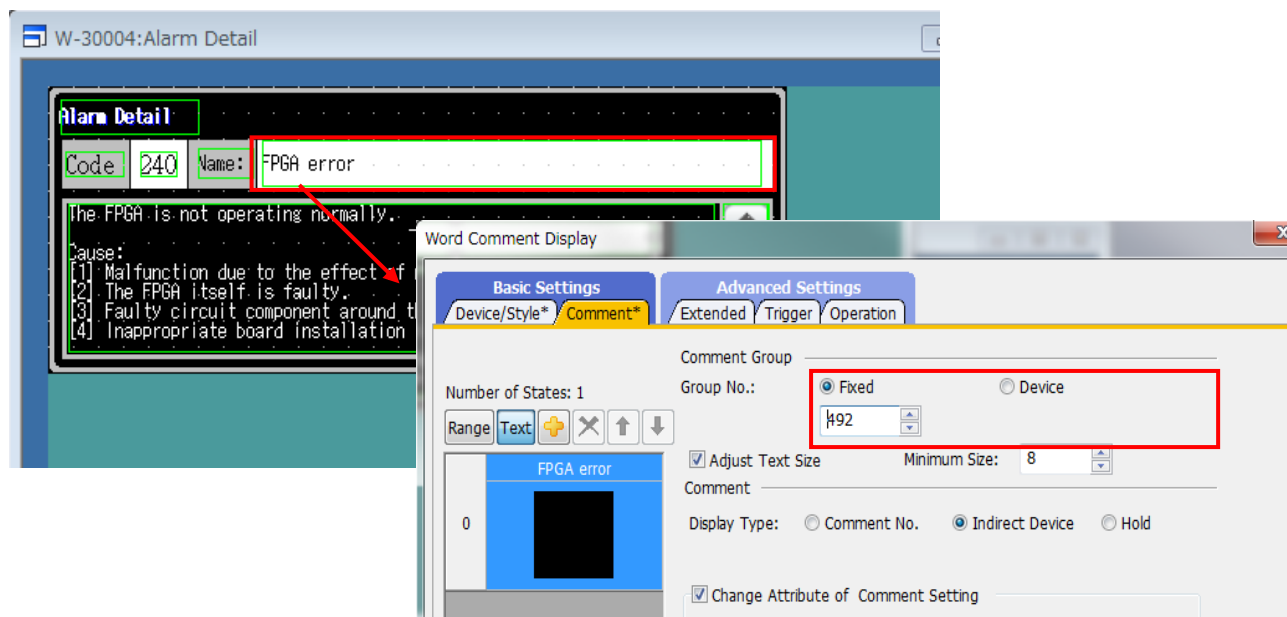 W-30004:Alarm Detail
Alarm Detail
Code 240 Name: FPGA error
The FPGA is not operating normally.
Cause:
[1] Malfunction due to the effect of
[2] The FPGA itself is faulty.
[3] Faulty circuit component around
[4] Inappropriate board installation
Word Comment Display
Basic Settings Advanced Settings
Device/Style* Comment* Extended Trigger Operation
Comment Group
Number of States: 1 Group No.: Fixed Device
Range Text 492
Adjust Text Size Minimum Size: 8
FPGA error
Comment
0 Display Type: Comment No. Indirect Device Hold
Change Attribute of Comment Setting